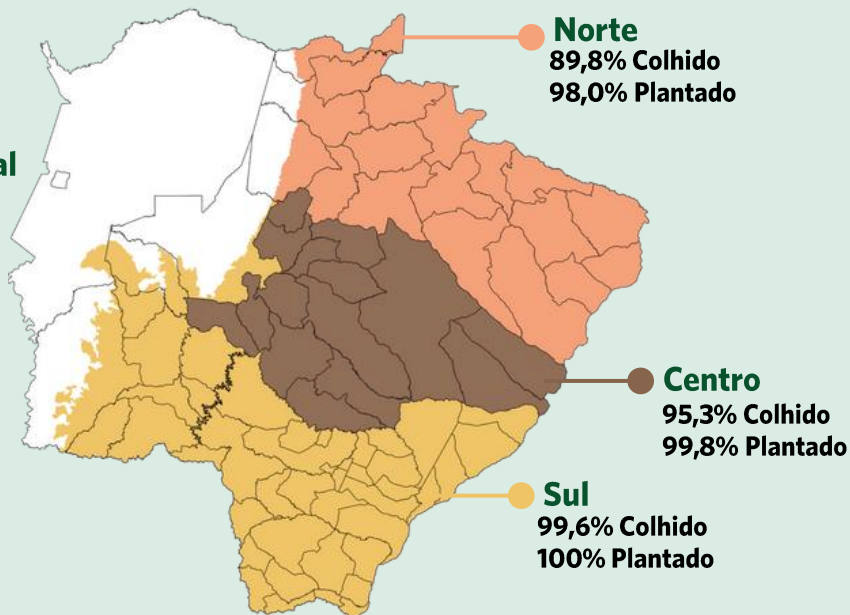 Norte
89,8% Colhido
98,0% Plantado
al
Centro
95,3% Colhido
99,8% Plantado
Sul
99,6% Colhido
100% Plantado